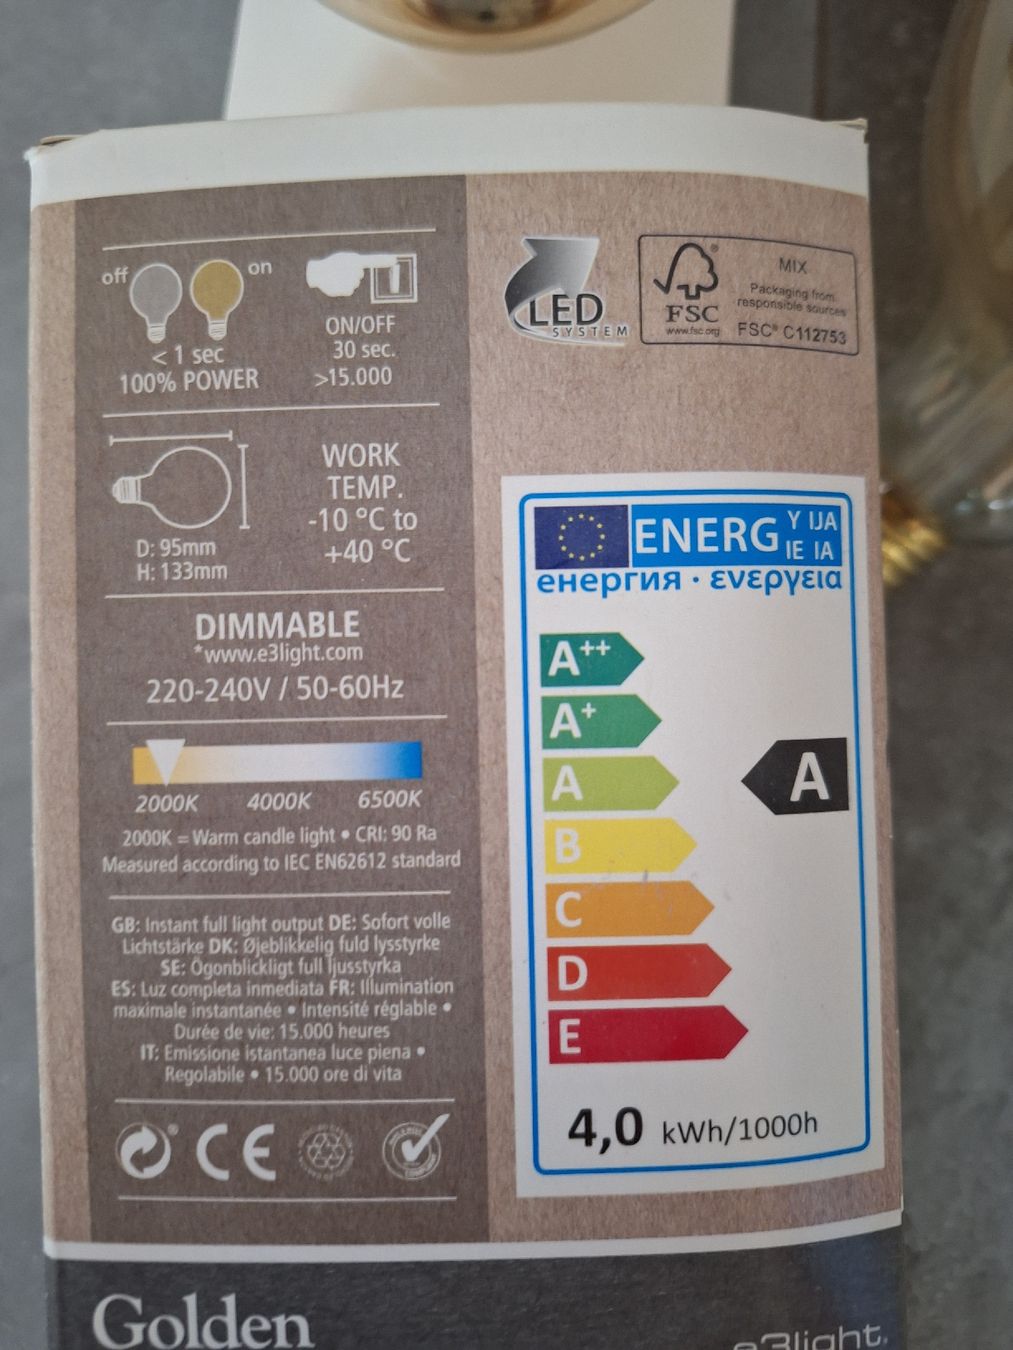 off
on
< 1 sec
100% POWER
ON/OFF
30 sec.
>15.000
D: 95mm
H: 133mm
WORK
TEMP.
-10 °C to
+40 °C
DIMMABLE
*www.e3light.com
220-240V / 50-60Hz
2000K 4000K 6500K
2000K = Warm candle light • CRI: 90 Ra
Measured according to IEC EN62612 standard
GB: Instant full light output DE: Sofort volle
Lichtstärke DK: Øjeblikkelig fuld lysstyrke
SE: Ögonblickligt full ljusstyrka
ES: Luz completa inmediata FR: Illumination
maximale instantanée • Intensité réglable •
Durée de vie: 15.000 heures
IT: Emissione istantanea luce piena •
Regolabile • 15.000 ore di vita
CE
LED
SYSTEM
FSC®
www.fsc.org
MIX
Packaging from
responsible sources
FSC® C112753
ENERG
Y IJA
IE IA
енергия · ενεργεια
A++
A+
A
A
B
C
D
E
4,0 kWh/1000h
Golden
e3light.